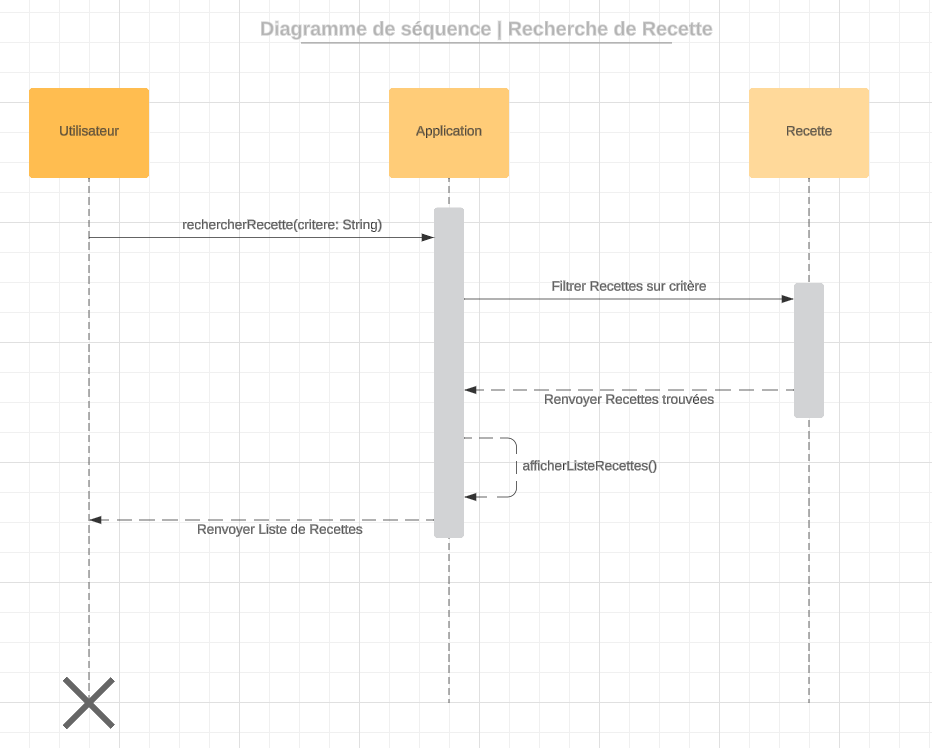 Diagramme de séquence | Recherche de Recette
Utilisateur
Application
Recette
rechercherRecette(critere: String)
Filtrer Recettes sur critère
Renvoyer Recettes trouvées
afficherListeRecettes()
Renvoyer Liste de Recettes